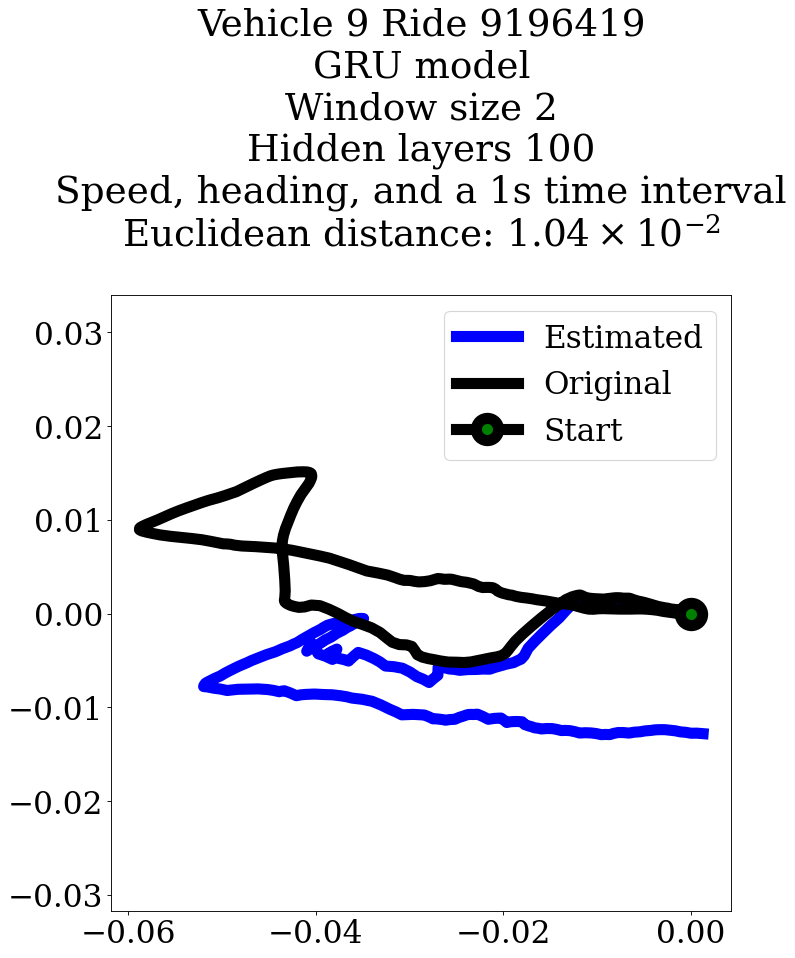 Vehicle 9 Ride 9196419
GRU model
Window size 2
Hidden layers 100
Speed, heading, and a 1s time interval
Euclidean distance: 1.04 × 10⁻²
Estimated
Original
Start
0.03
0.02
0.01
0.00
−0.01
−0.02
−0.03
−0.06
−0.04
−0.02
0.00